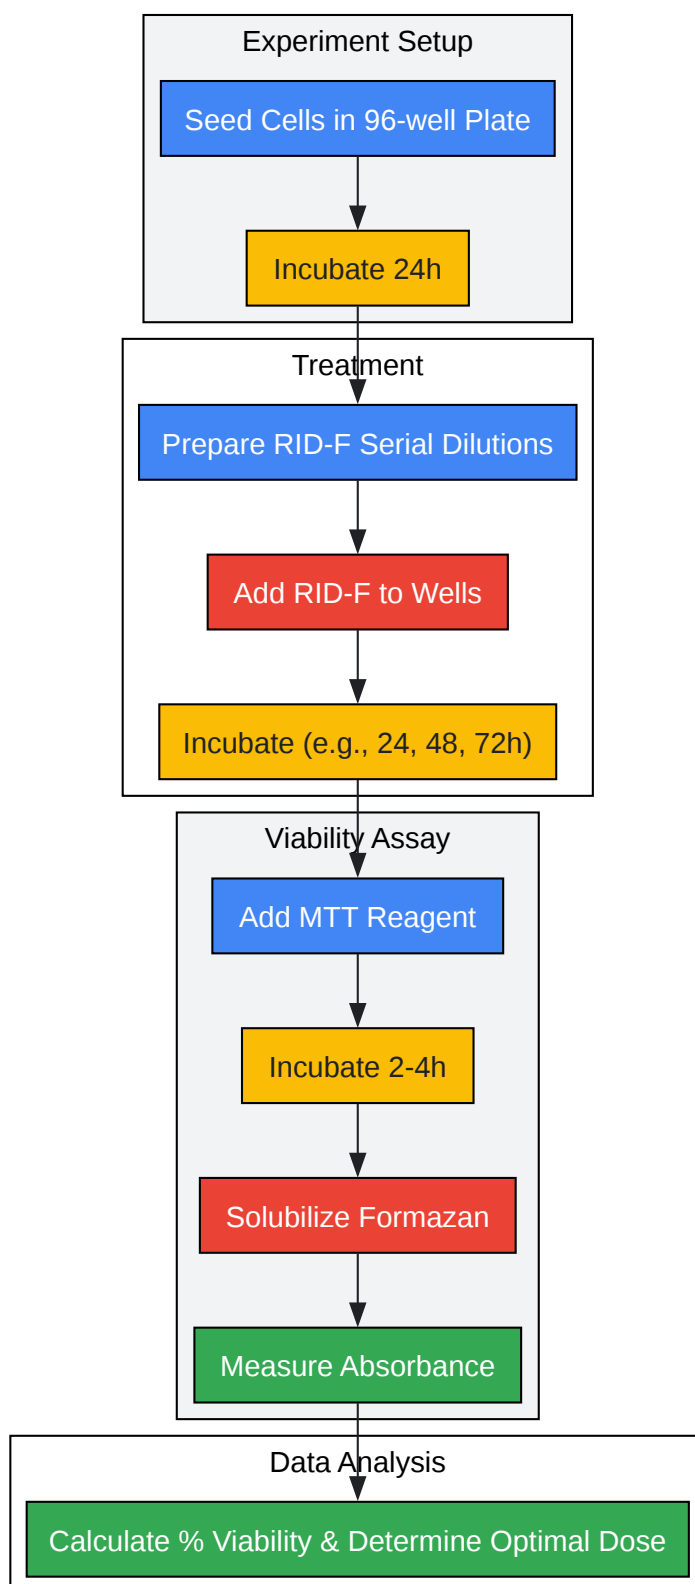 Experiment Setup
Seed Cells in 96-well Plate
Incubate 24h
Treatment
Prepare RID-F Serial Dilutions
Add RID-F to Wells
Incubate (e.g., 24, 48, 72h)
Viability Assay
Add MTT Reagent
Incubate 2-4h
Solubilize Formazan
Measure Absorbance
Data Analysis
Calculate % Viability & Determine Optimal Dose